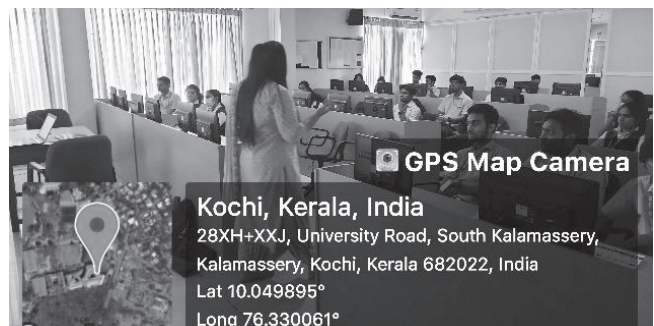 GPS Map Camera
Kochi, Kerala, India
28XH+XXJ, University Road, South Kalamassery,
Kalamassery, Kochi, Kerala 682022, India
Lat 10.049895°
Long 76.330061°